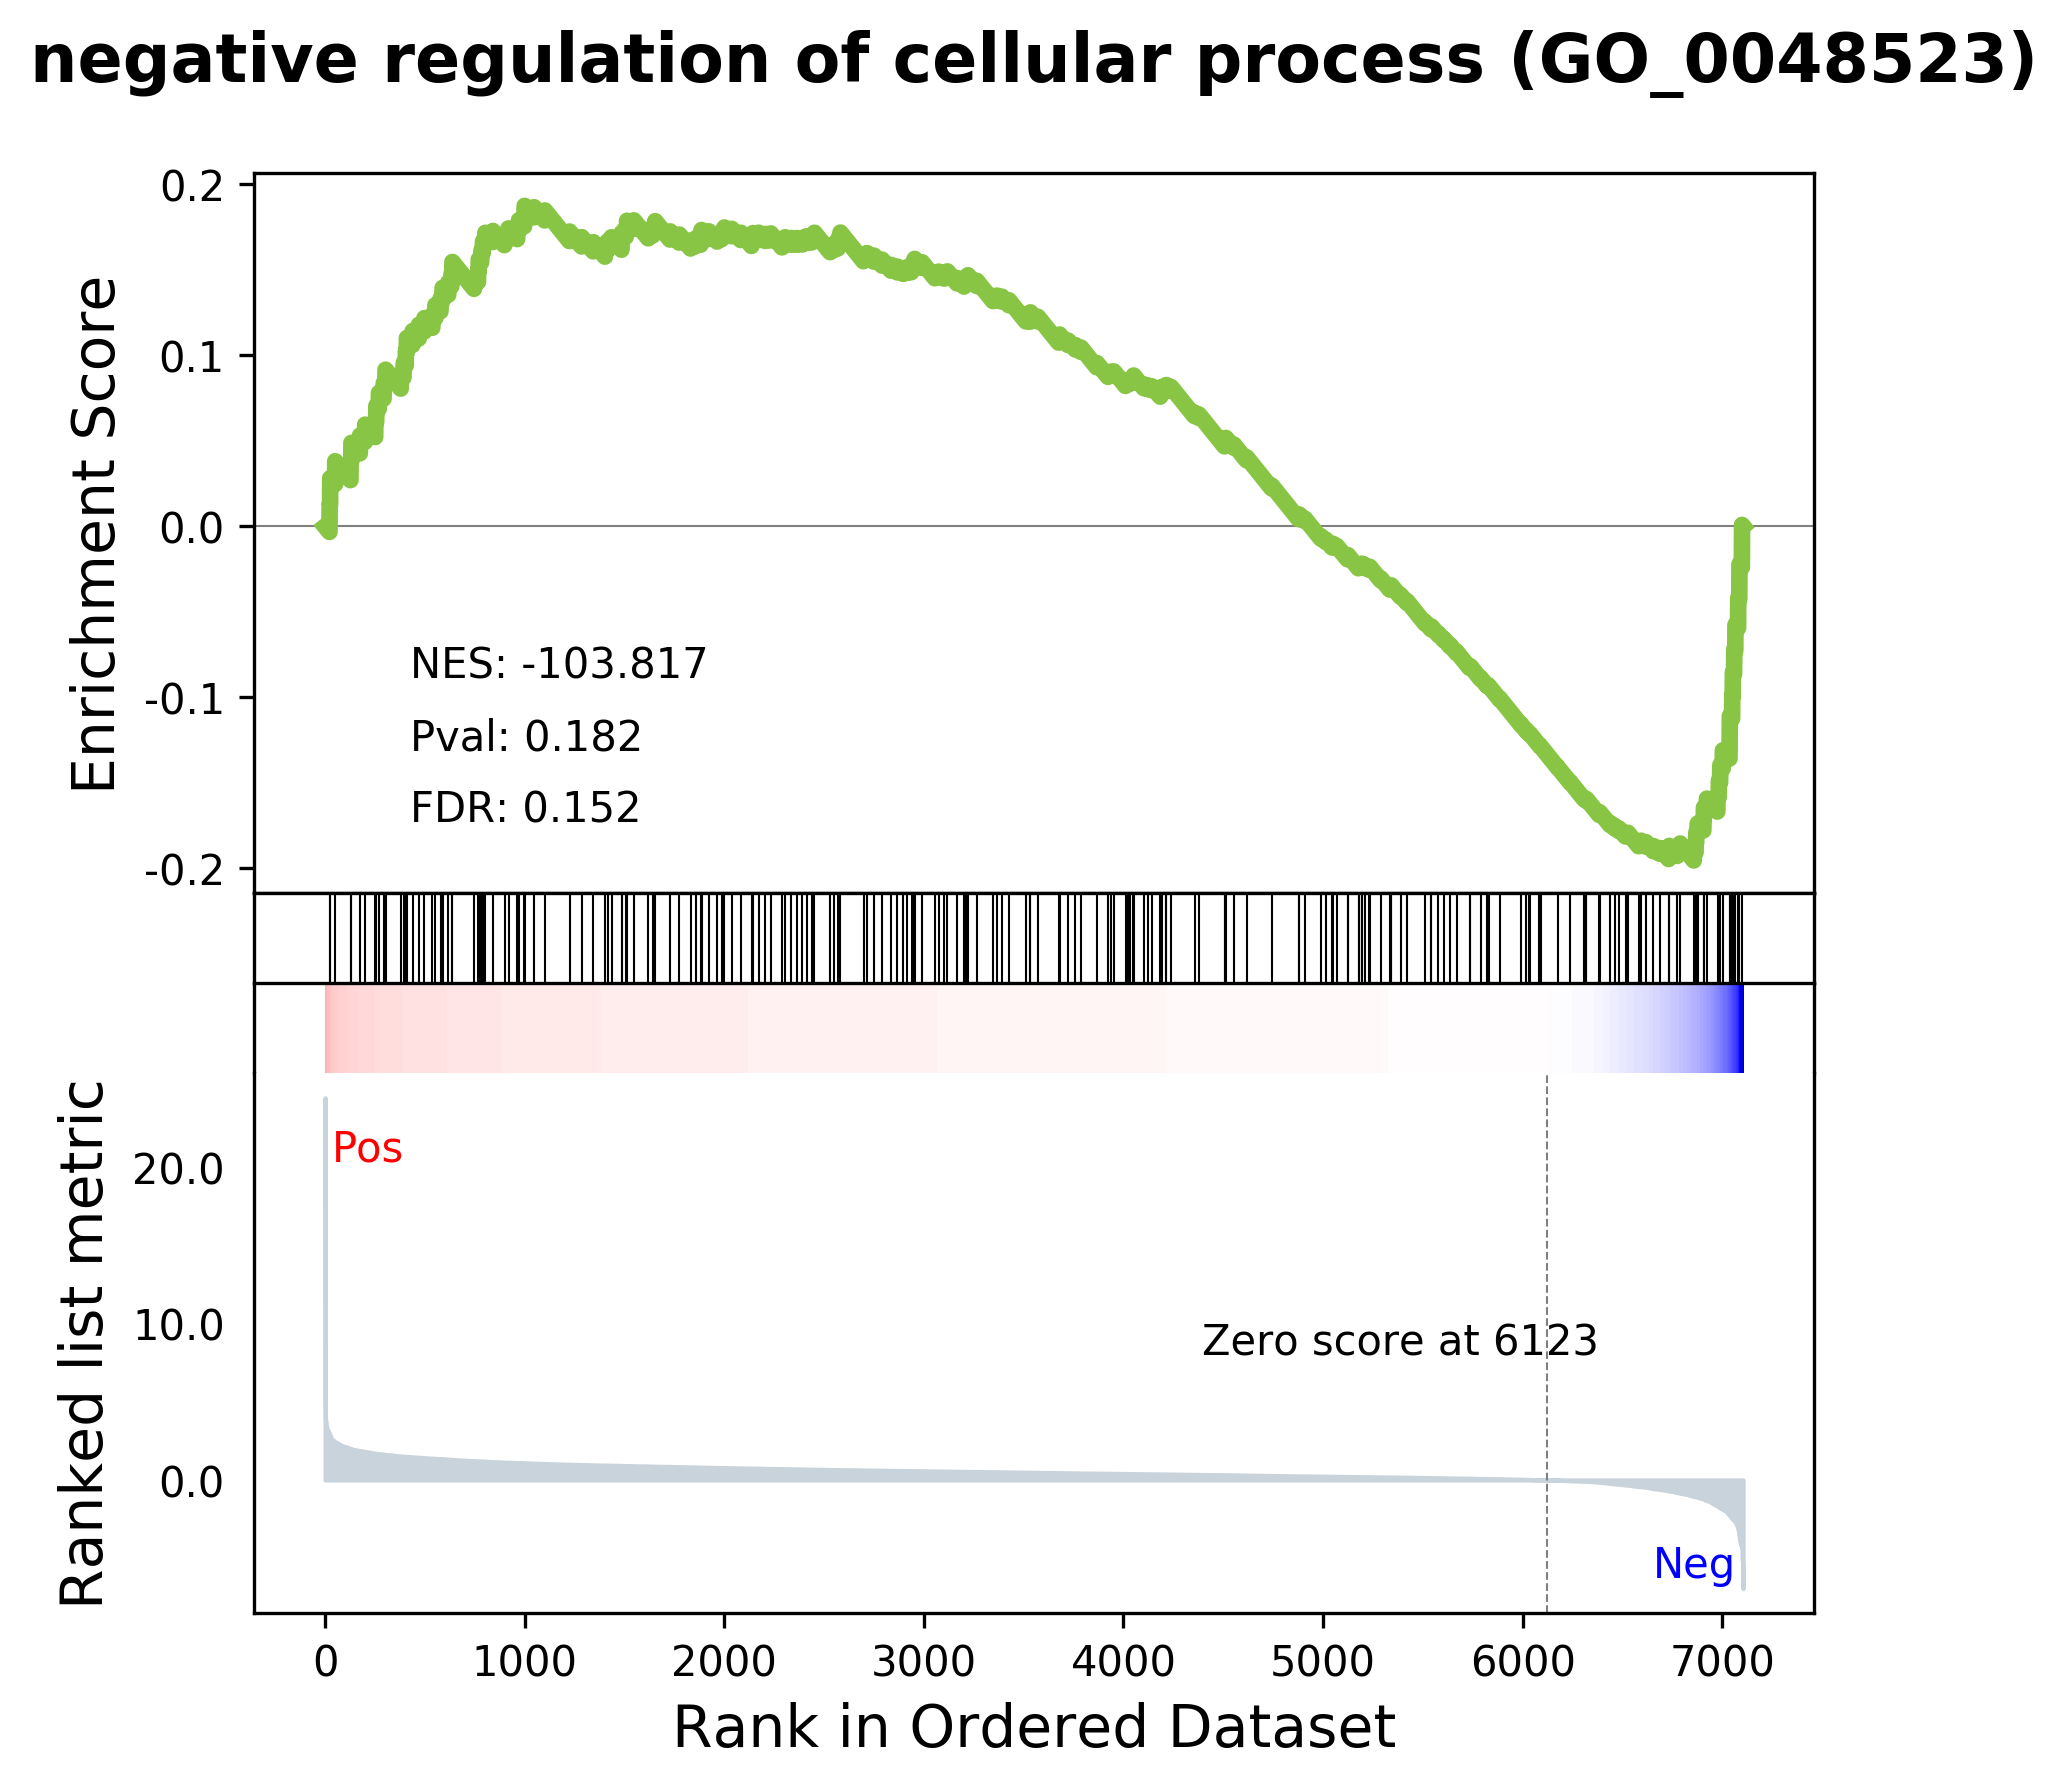 negative regulation of cellular process (GO_0048523)
Enrichment Score
0.2
0.1
0.0
-0.1
-0.2
NES: -103.817
Pval: 0.182
FDR: 0.152
Ranked list metric
20.0
10.0
0.0
Pos
Zero score at 6123
Neg
0 1000 2000 3000 4000 5000 6000 7000
Rank in Ordered Dataset